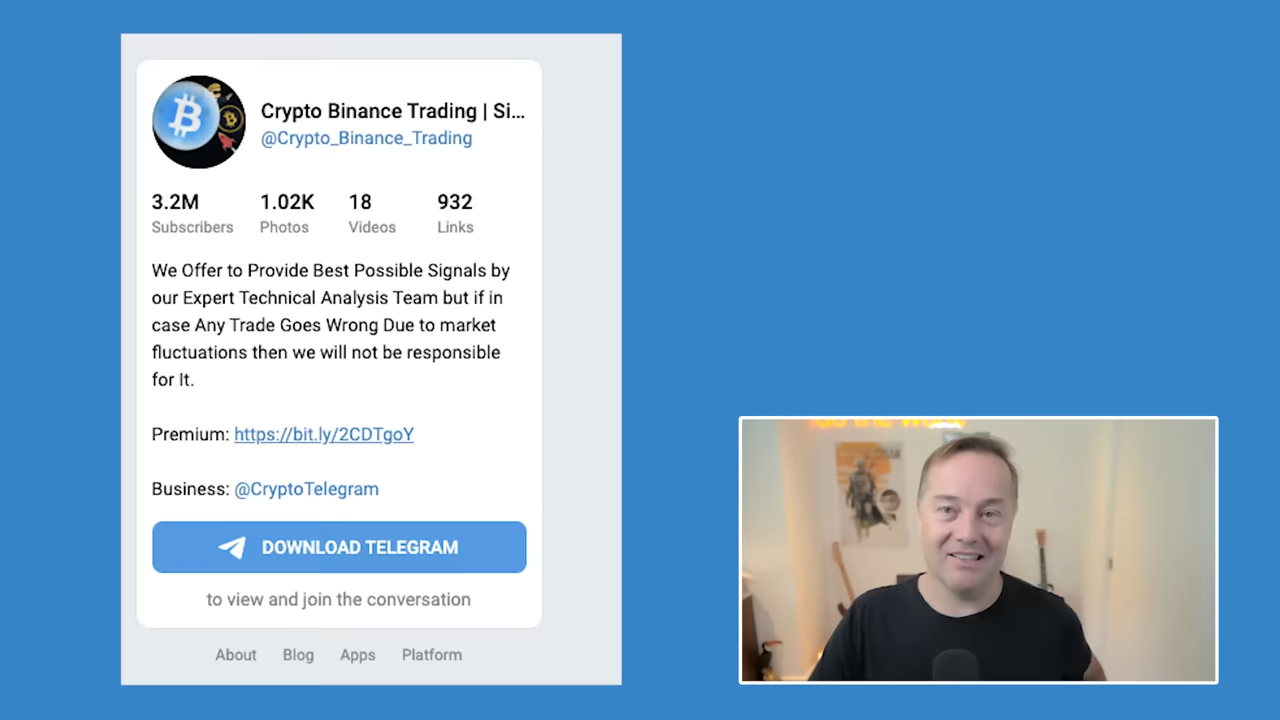 Crypto Binance Trading | Si...
@Crypto_Binance_Trading
3.2M 1.02K 18 932
Subscribers Photos Videos Links
We Offer to Provide Best Possible Signals by
our Expert Technical Analysis Team but if in
case Any Trade Goes Wrong Due to market
fluctuations then we will not be responsible
for It.
Premium: https://bit.ly/2CDTgoY
Business: @CryptoTelegram
DOWNLOAD TELEGRAM
to view and join the conversation
About Blog Apps Platform